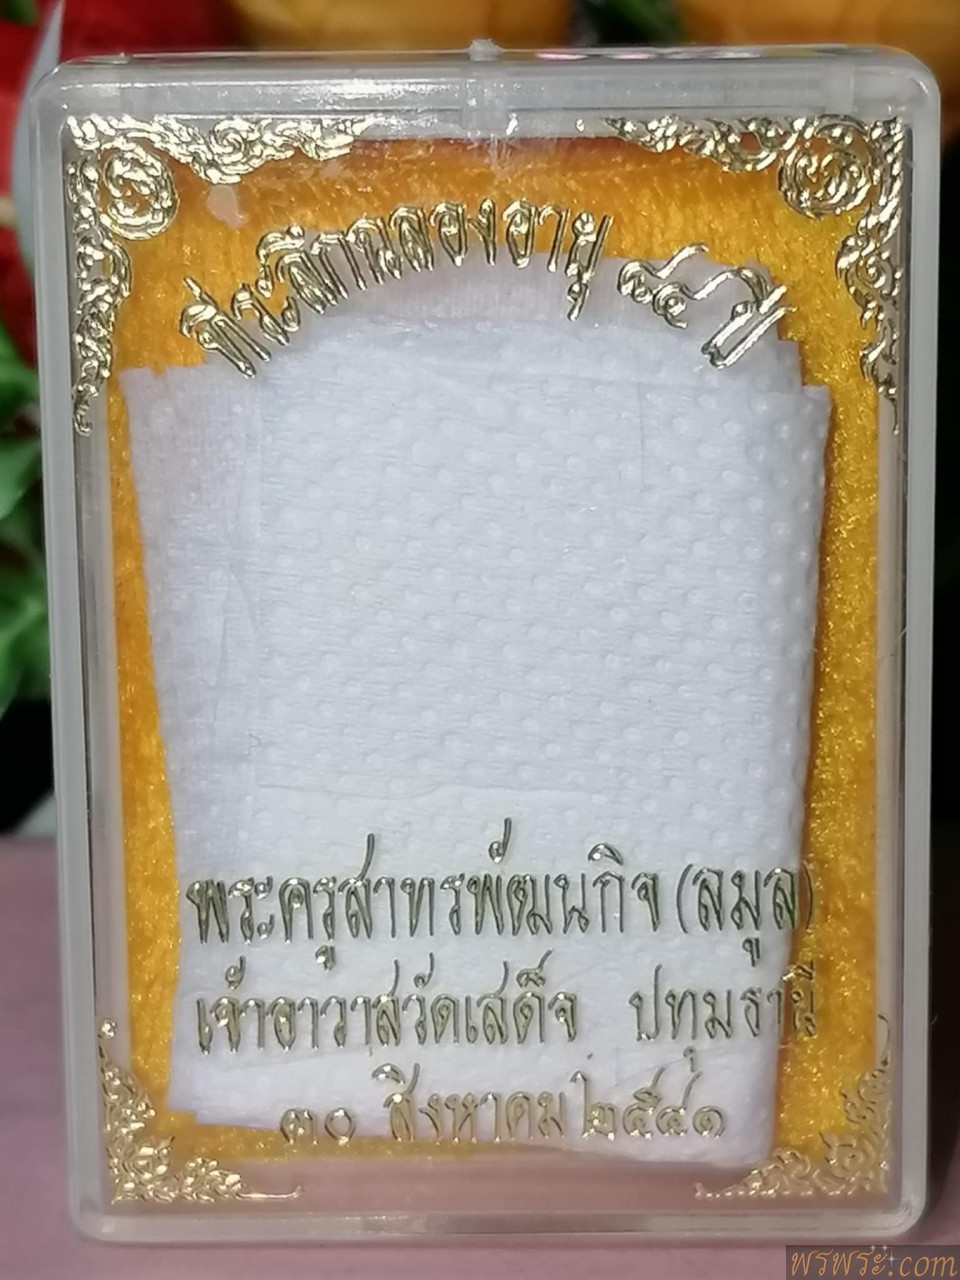 ที่ระลึกฉลองอายุ ๘๔ ปี
พระครูสาทรพัฒนกิจ (ลมูล)
เจ้าอาวาสวัดเสด็จ ปทุมธานี
๓๐ สิงหาคม ๒๕๔๑
พรพระ.com